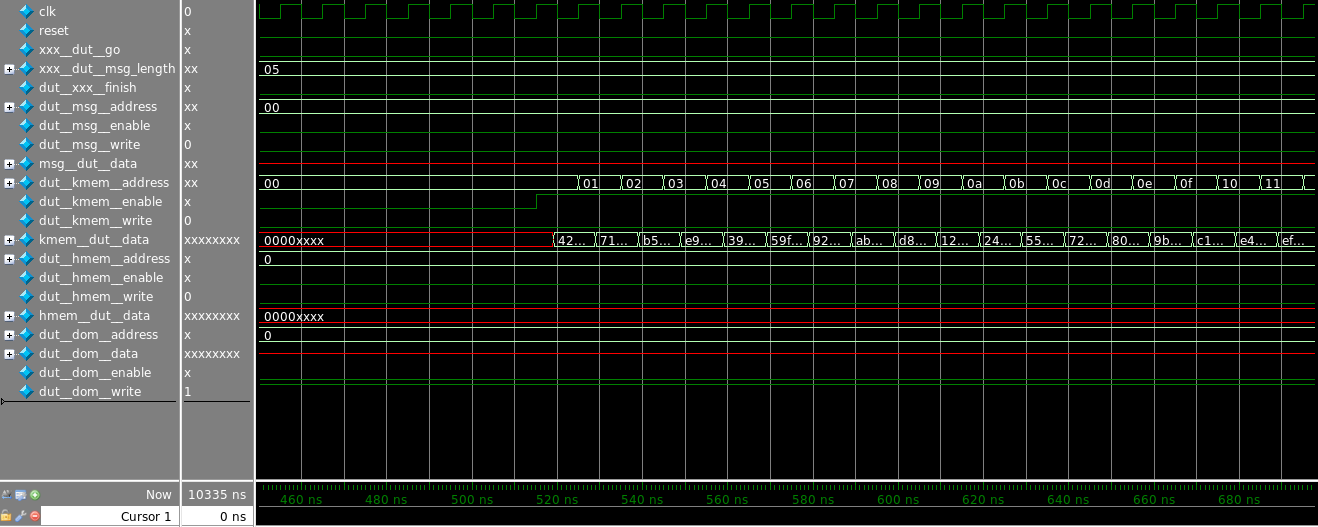 clk 0
reset x
xxx__dut__go x
xxx__dut__msg_length xx 05
dut__xxx__finish x
dut__msg__address xx 00
dut__msg__enable x
dut__msg__write 0
msg__dut__data xx
dut__kmem__address xx 00 01 02 03 04 05 06 07 08 09 0a 0b 0c 0d 0e 0f 10 11
dut__kmem__enable x
dut__kmem__write 0
kmem__dut__data xxxxxxxx 0000xxxx 42... 71... b5... e9... 39... 59f... 92... ab... d8... 12... 24... 55... 72... 80... 9b... c1... e4... ef...
dut__hmem__address x 0
dut__hmem__enable x
dut__hmem__write 0
hmem__dut__data xxxxxxxx 0000xxxx
dut__dom__address x 0
dut__dom__data xxxxxxxx
dut__dom__enable x
dut__dom__write 1
Now 10335 ns 460 ns 480 ns 500 ns 520 ns 540 ns 560 ns 580 ns 600 ns 620 ns 640 ns 660 ns 680 ns
Cursor 1 0 ns